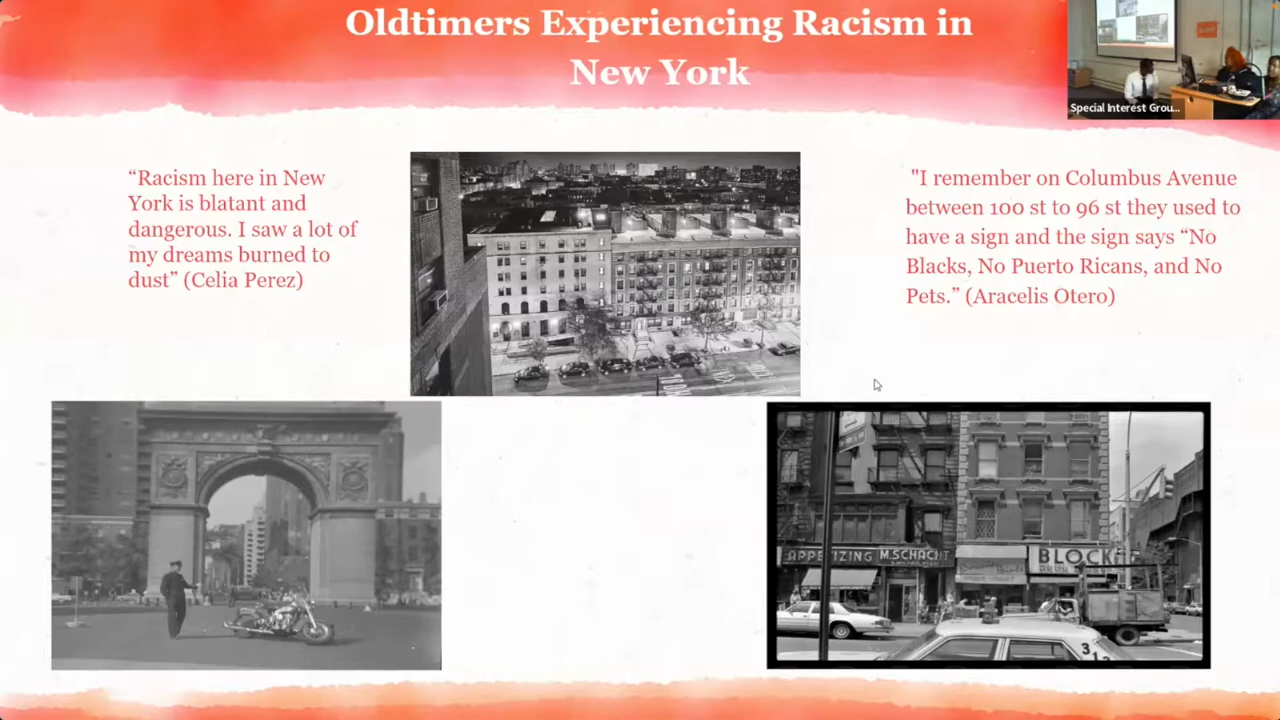 Oldtimers Experiencing Racism in
New York
Special Interest Grou...
“Racism here in New
York is blatant and
dangerous. I saw a lot of
my dreams burned to
dust” (Celia Perez)
"I remember on Columbus Avenue
between 100 st to 96 st they used to
have a sign and the sign says “No
Blacks, No Puerto Ricans, and No
Pets.” (Aracelis Otero)
APPETIZING M. SCHACHT
BLOCK